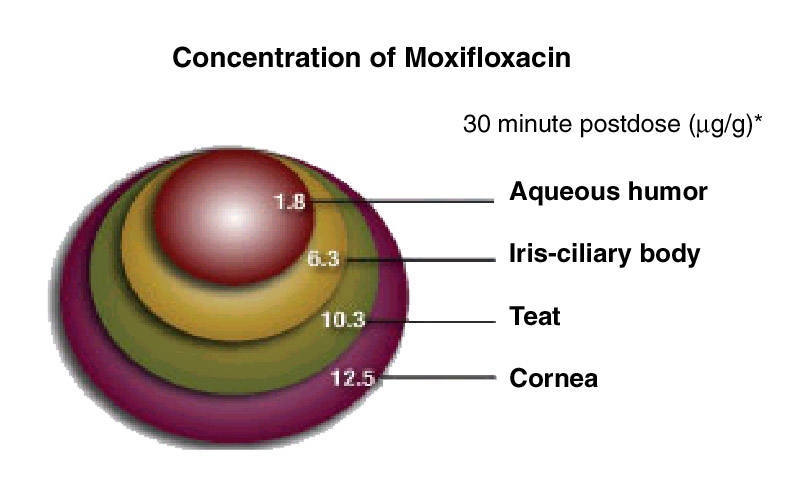 Concentration of Moxifloxacin
30 minute postdose (µg/g)*
1.8 Aqueous humor
6.3 Iris-ciliary body
10.3 Teat
12.5 Cornea